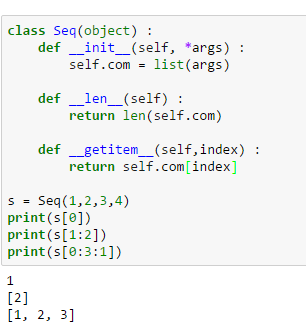 class Seq(object) :
    def __init__(self, *args) :
        self.com = list(args)

    def __len__(self) :
        return len(self.com)

    def __getitem__(self,index) :
        return self.com[index]

s = Seq(1,2,3,4)
print(s[0])
print(s[1:2])
print(s[0:3:1])
1
[2]
[1, 2, 3]